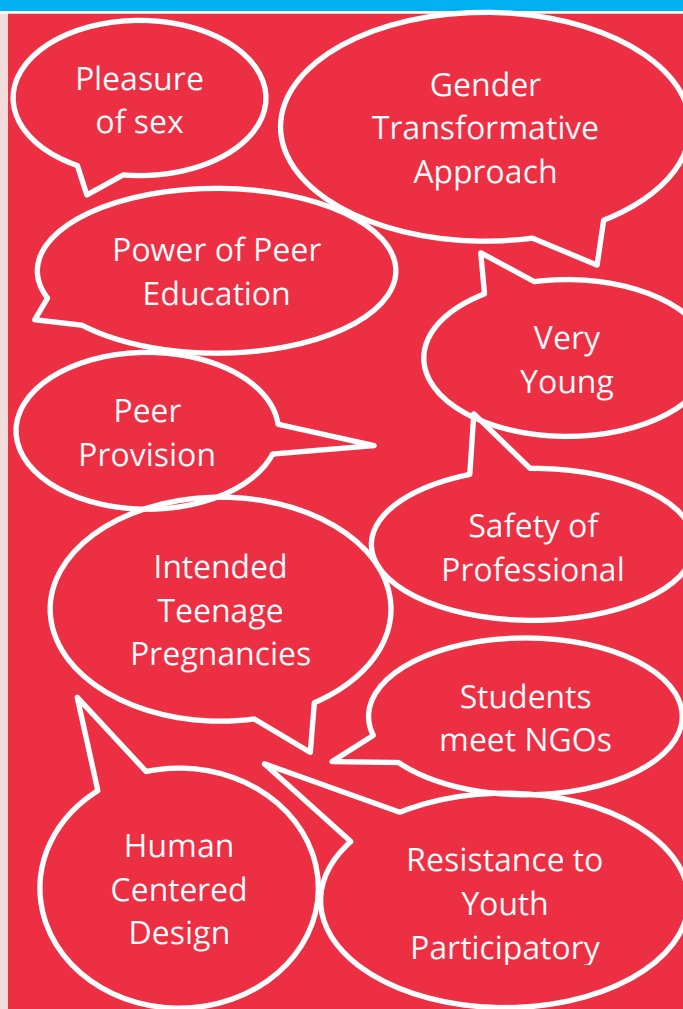 Pleasure
of sex
Gender
Transformative
Approach
Power of Peer
Education
Very
Young
Peer
Provision
Safety of
Professional
Intended
Teenage
Pregnancies
Students
meet NGOs
Human
Centered
Design
Resistance to
Youth
Participatory